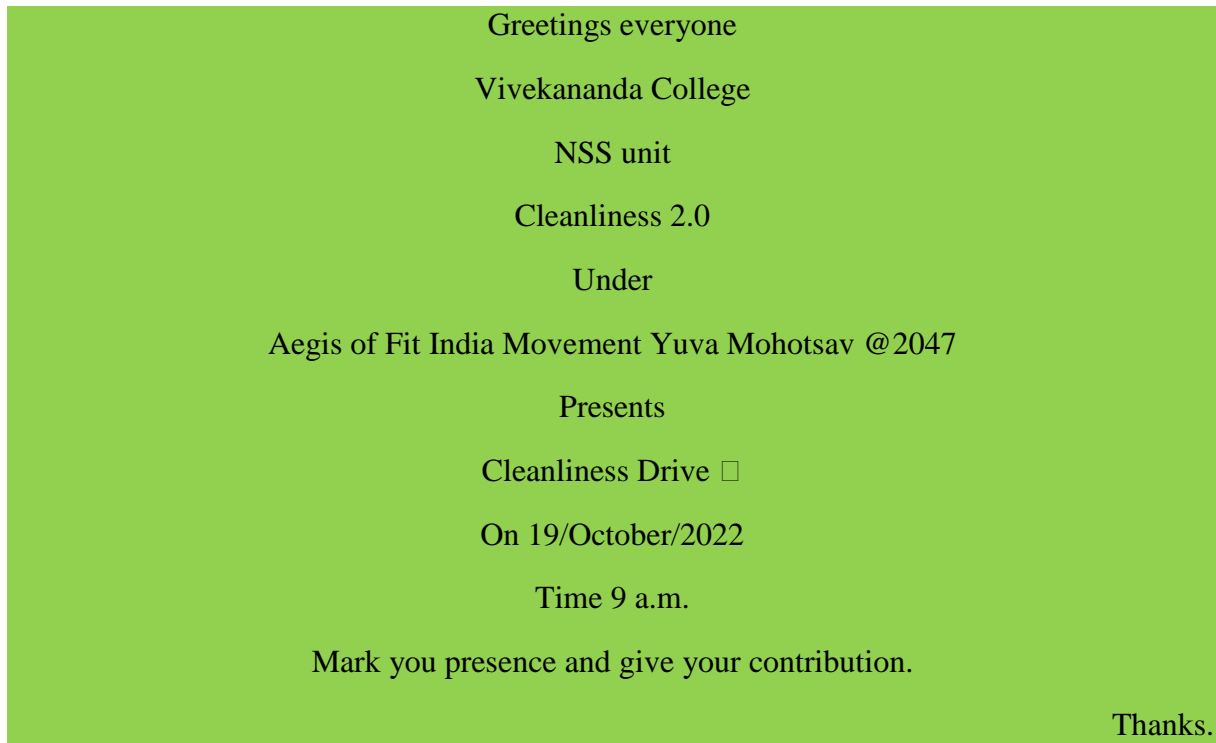 Greetings everyone
Vivekananda College
NSS unit
Cleanliness 2.0
Under
Aegis of Fit India Movement Yuva Mohotsav @2047
Presents
Cleanliness Drive □
On 19/October/2022
Time 9 a.m.
Mark you presence and give your contribution.
Thanks.